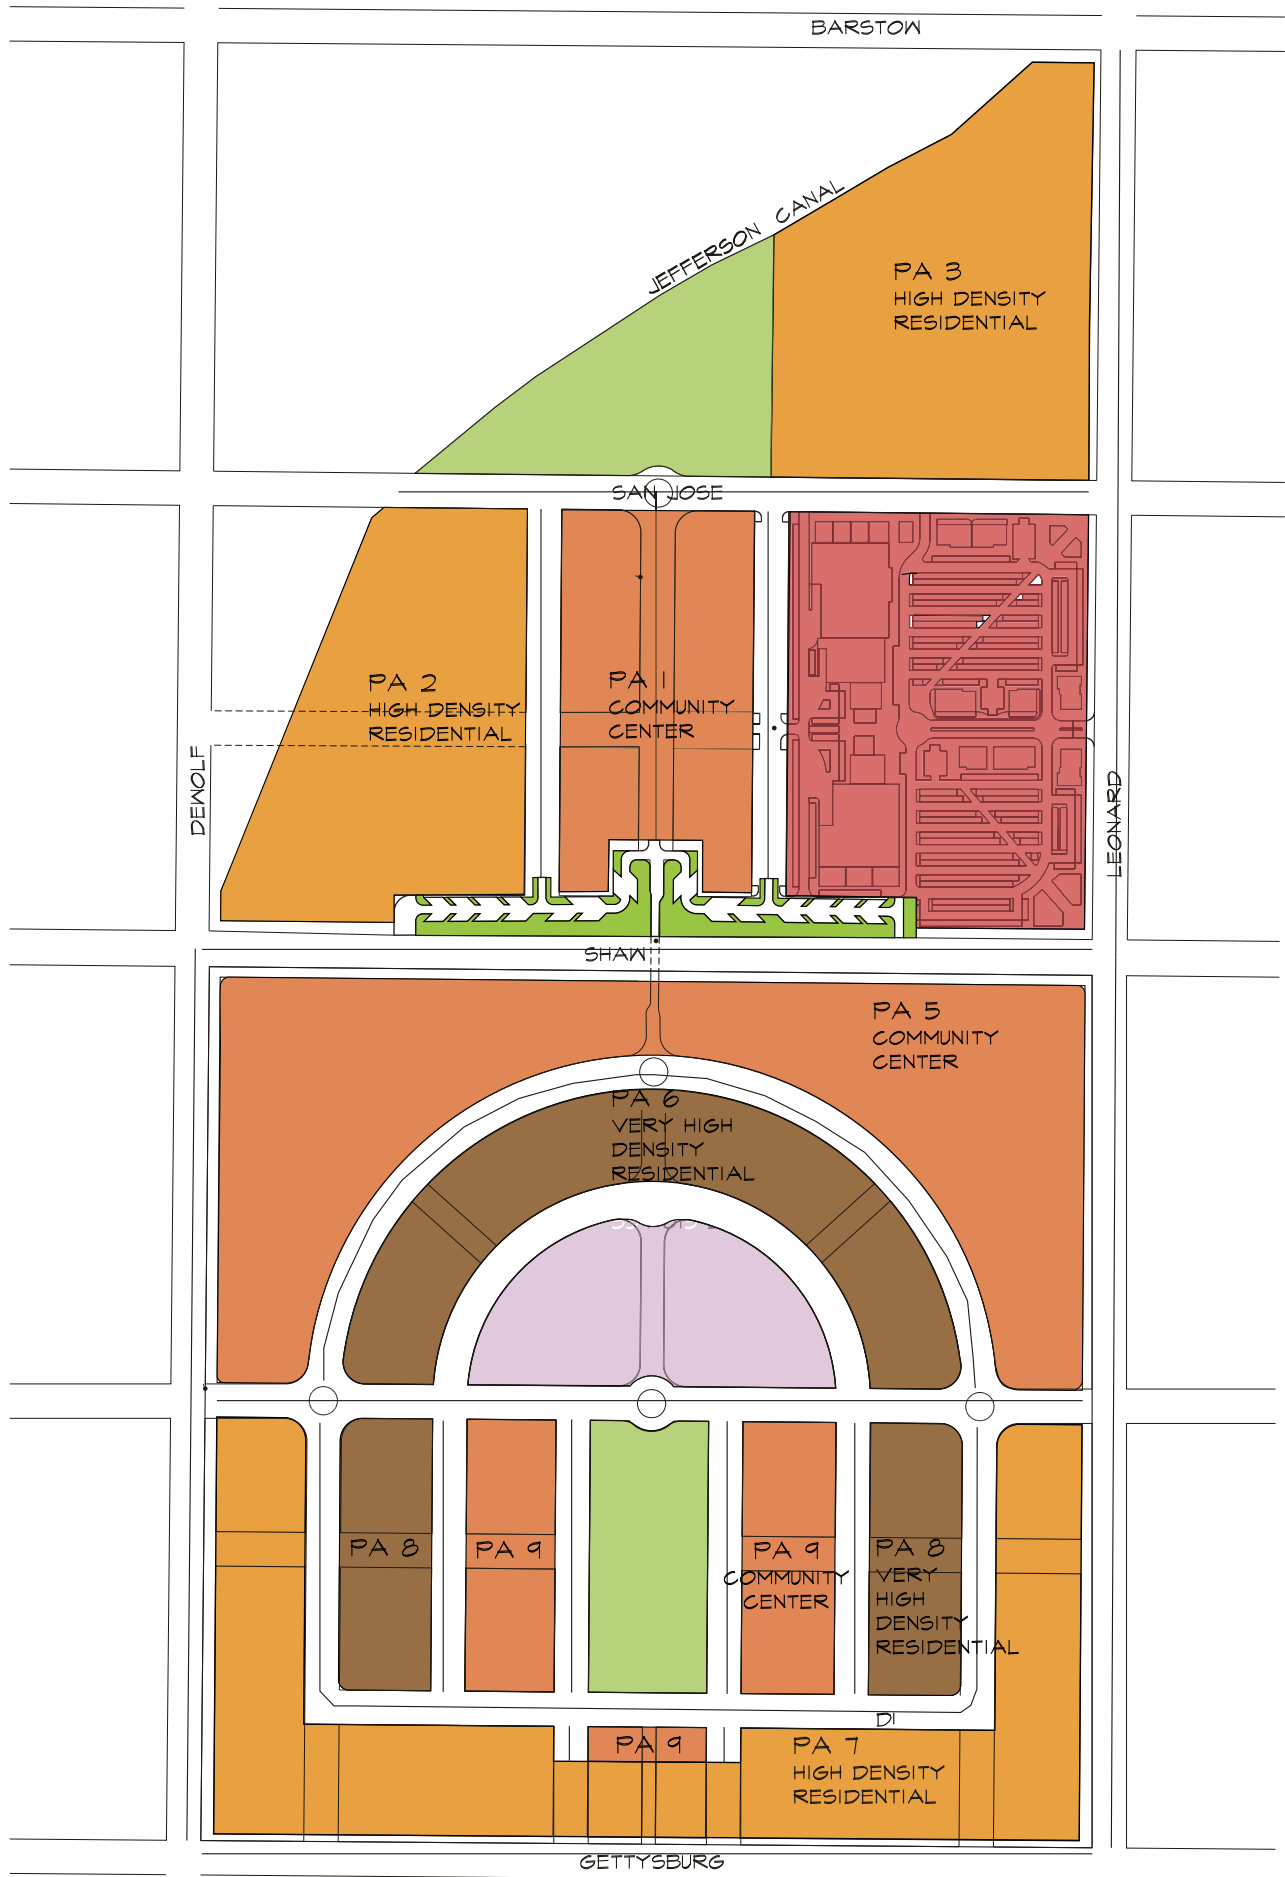 BARSTOW
JEFFERSON CANAL
PA 3
HIGH DENSITY
RESIDENTIAL
SAN JOSE
PA 2
HIGH DENSITY
RESIDENTIAL
PA 1
COMMUNITY
CENTER
DEWOLF
LEONARD
SHAW
PA 5
COMMUNITY
CENTER
PA 6
VERY HIGH
DENSITY
RESIDENTIAL
PA 8
PA 9
PA 9
COMMUNITY
CENTER
PA 8
VERY
HIGH
DENSITY
RESIDENTIAL
DI
PA 9
PA 7
HIGH DENSITY
RESIDENTIAL
GETTYSBURG